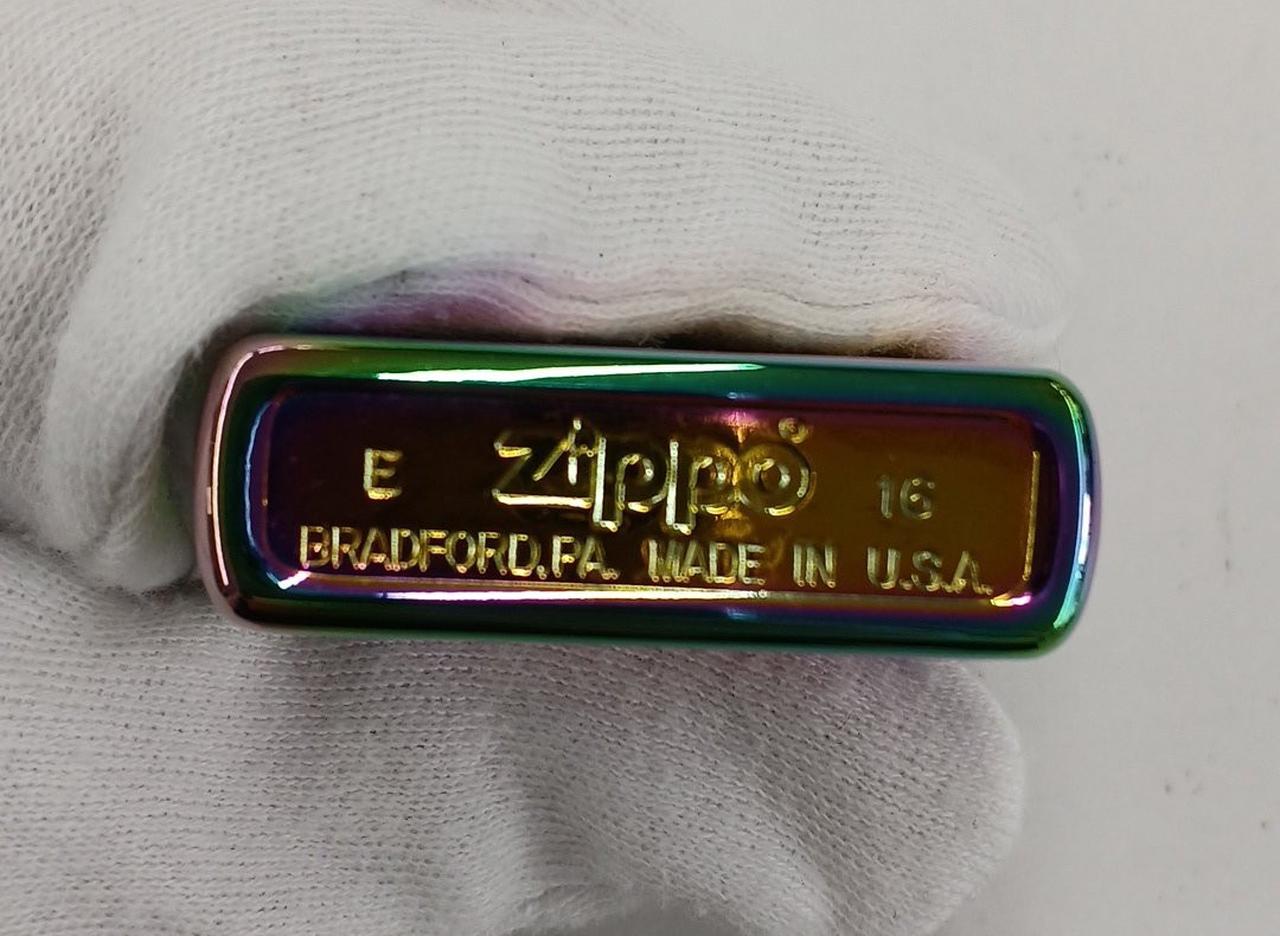 E Zippo® 16
BRADFORD,PA. MADE IN U.S.A.